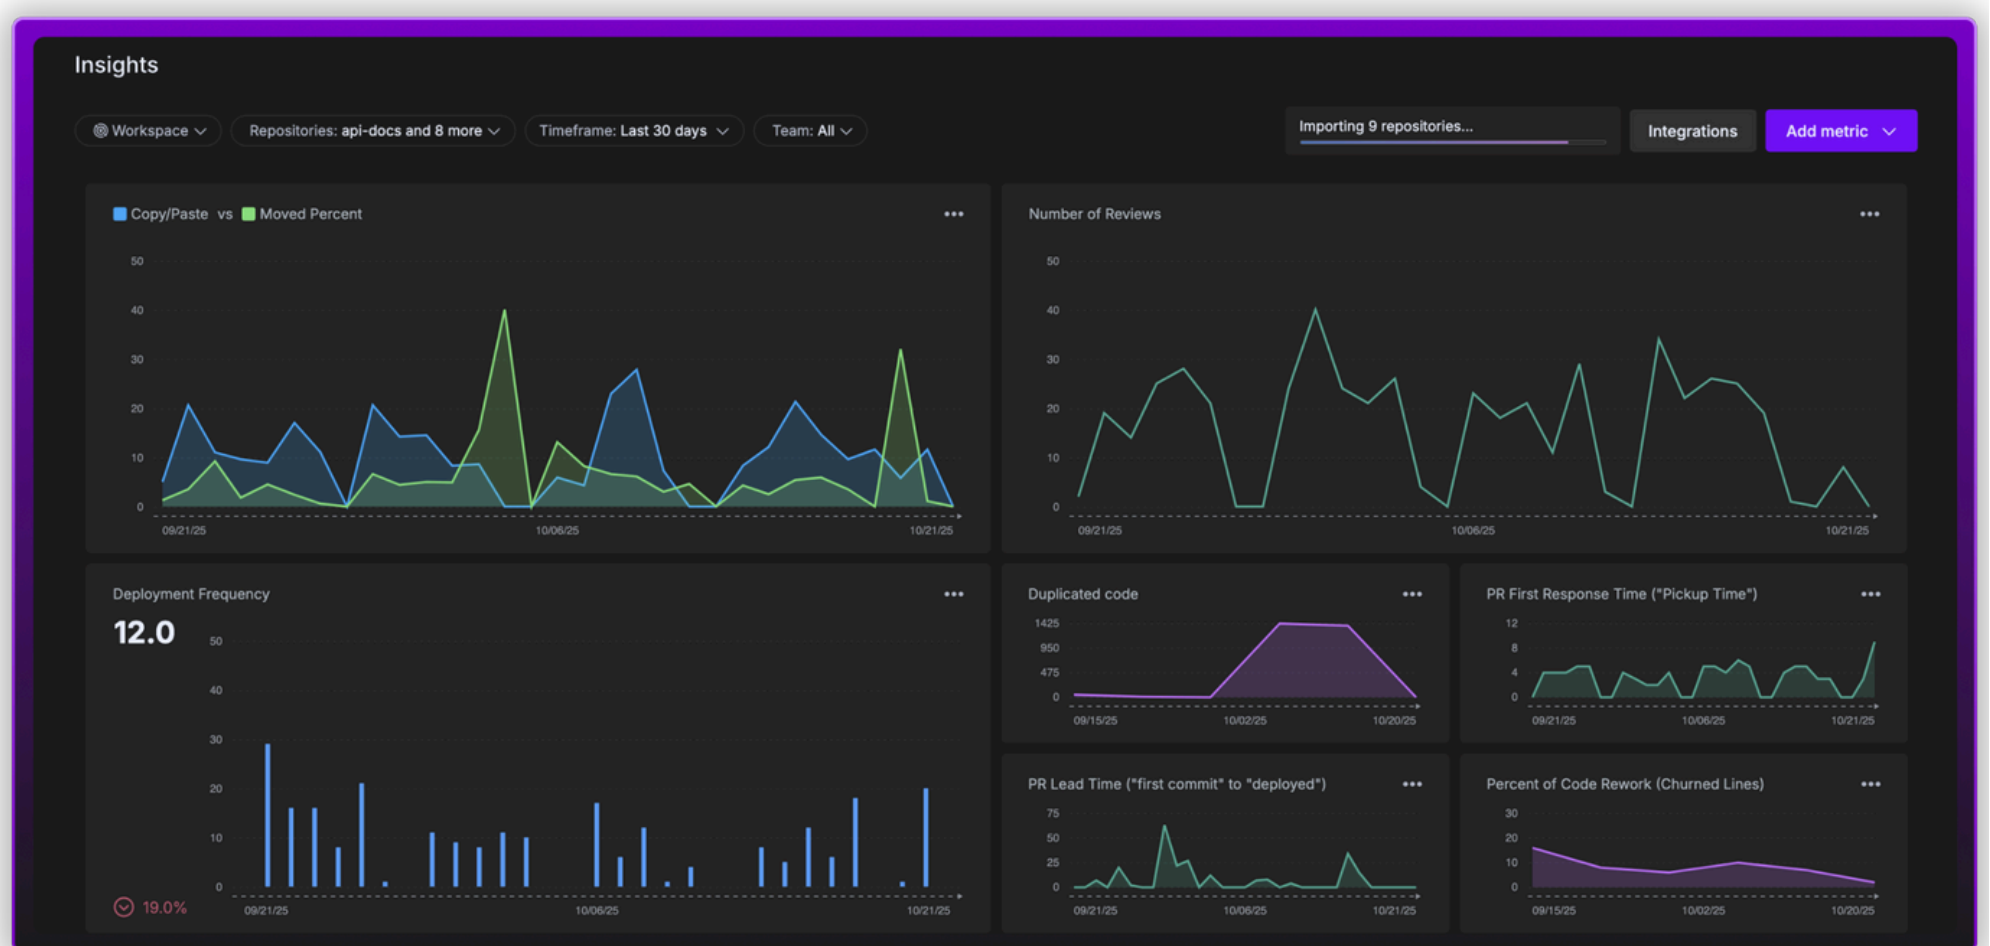 Insights
Workspace
Repositories: api-docs and 8 more
Timeframe: Last 30 days
Team: All
Importing 9 repositories...
Integrations
Add metric
Copy/Paste vs Moved Percent
50
40
30
20
10
0
09/21/25 10/06/25 10/21/25
Number of Reviews
50
40
30
20
10
0
09/21/25 10/06/25 10/21/25
Deployment Frequency
12.0
50
40
30
20
10
0
19.0%
09/21/25 10/06/25 10/21/25
Duplicated code
1425
950
475
0
09/15/25 10/02/25 10/20/25
PR First Response Time ("Pickup Time")
12
8
4
0
09/21/25 10/06/25 10/21/25
PR Lead Time ("first commit" to "deployed")
75
50
25
0
09/21/25 10/06/25 10/21/25
Percent of Code Rework (Churned Lines)
30
20
10
0
09/15/25 10/02/25 10/20/25